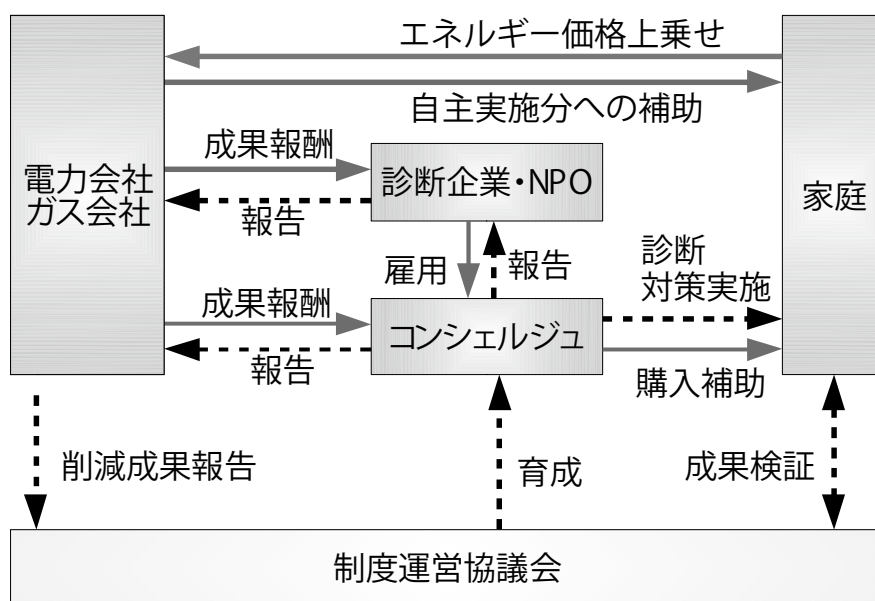 エネルギー価格上乗せ
自主実施分への補助
電力会社
ガス会社
成果報酬
報告
診断企業・NPO
家庭
雇用
報告
診断
対策実施
成果報酬
報告
コンシェルジュ
購入補助
削減成果報告
育成
成果検証
制度運営協議会